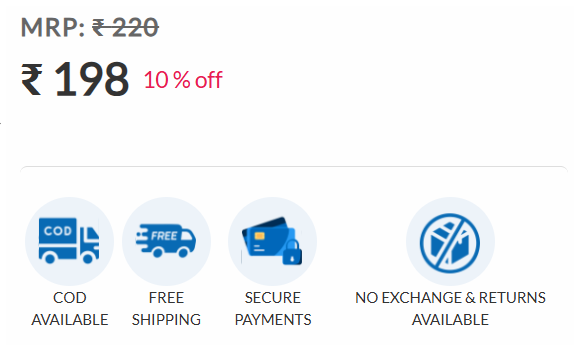 MRP: ₹ 220
₹ 198 10 % off
COD FREE
COD AVAILABLE
FREE SHIPPING
SECURE PAYMENTS
NO EXCHANGE & RETURNS AVAILABLE